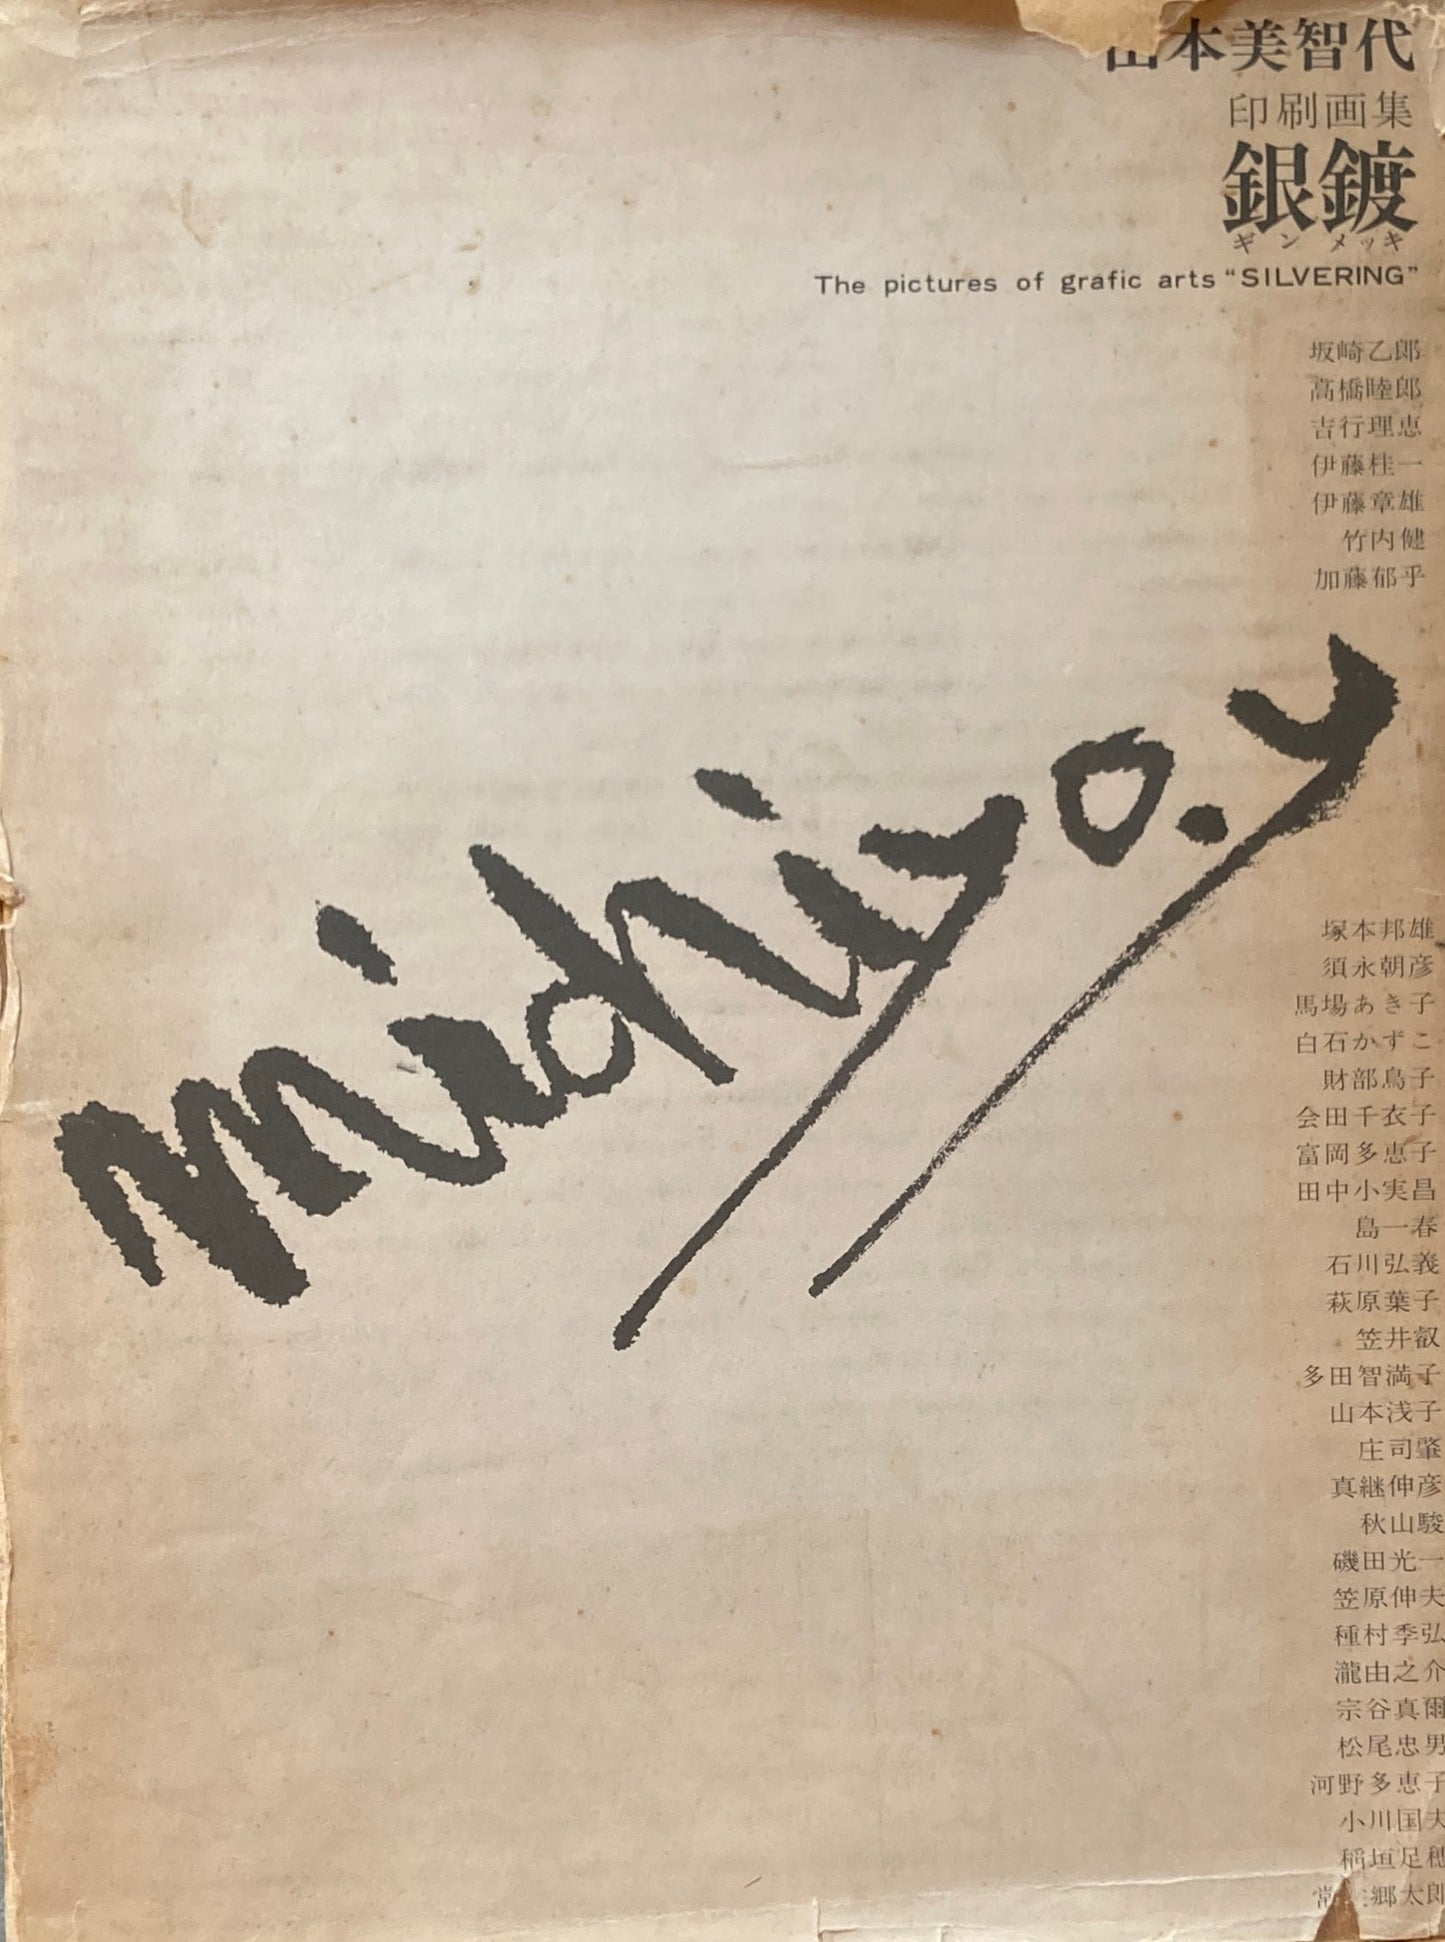 山本美智代
印刷画集
銀鍍
ギンメッキ
The pictures of grafic arts “SILVERING”
坂崎乙郎
高橋睦郎
吉行理恵
伊藤桂一
伊藤章雄
竹内健
加藤郁乎
michiyo.y
塚本邦雄
須永朝彦
馬場あき子
白石かずこ
財部鳥子
会田千衣子
富岡多恵子
田中小実昌
島一春
石川弘義
萩原葉子
笠井叡
多田智満子
山本浅子
庄司肇
真継伸彦
秋山駿
磯田光一
笠原伸夫
種村季弘
瀧由之介
宗谷真爾
松尾忠男
河野多恵子
小川国夫
稲垣足穂
郷太郎